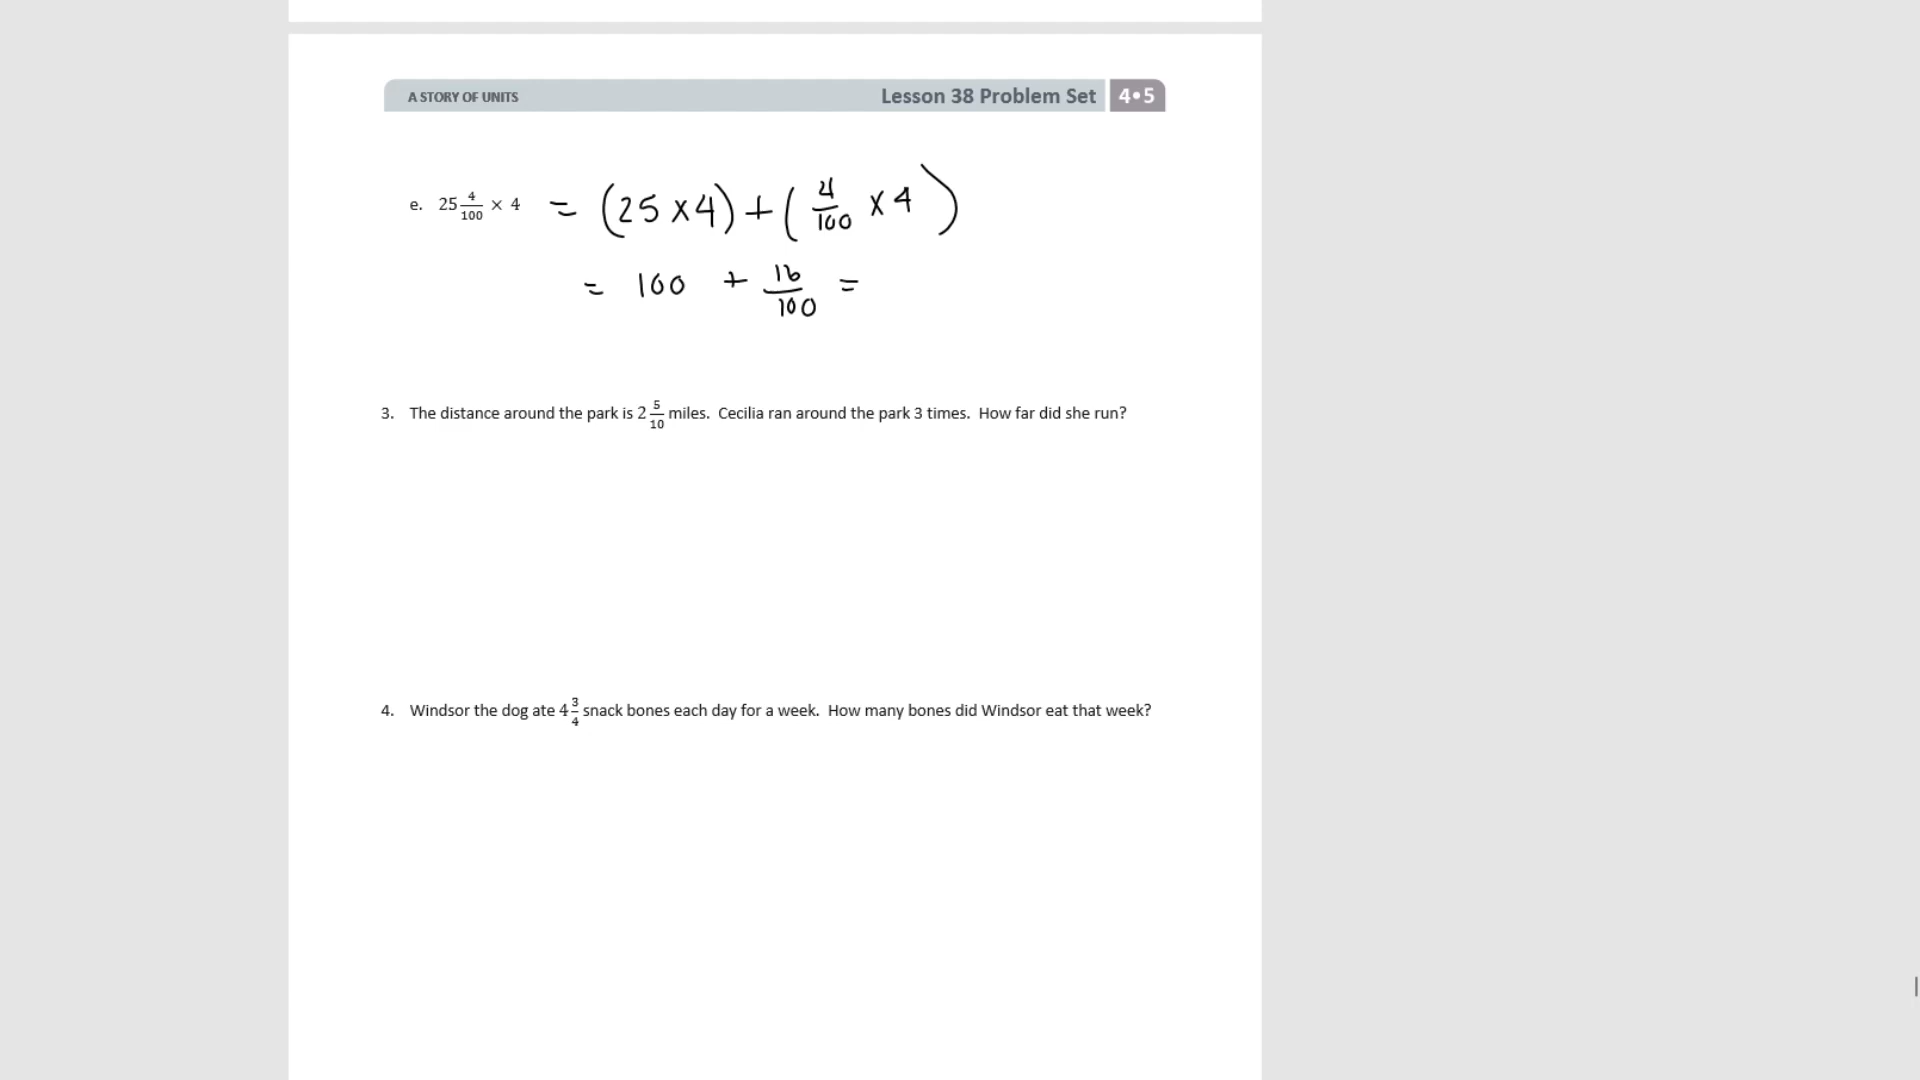 A STORY OF UNITS Lesson 38 Problem Set 4•5
e. 25 4/100 × 4 = (25 × 4) + (4/100 × 4)
= 100 + 16/100 =
3. The distance around the park is 2 5/10 miles. Cecilia ran around the park 3 times. How far did she run?
4. Windsor the dog ate 4 3/4 snack bones each day for a week. How many bones did Windsor eat that week?